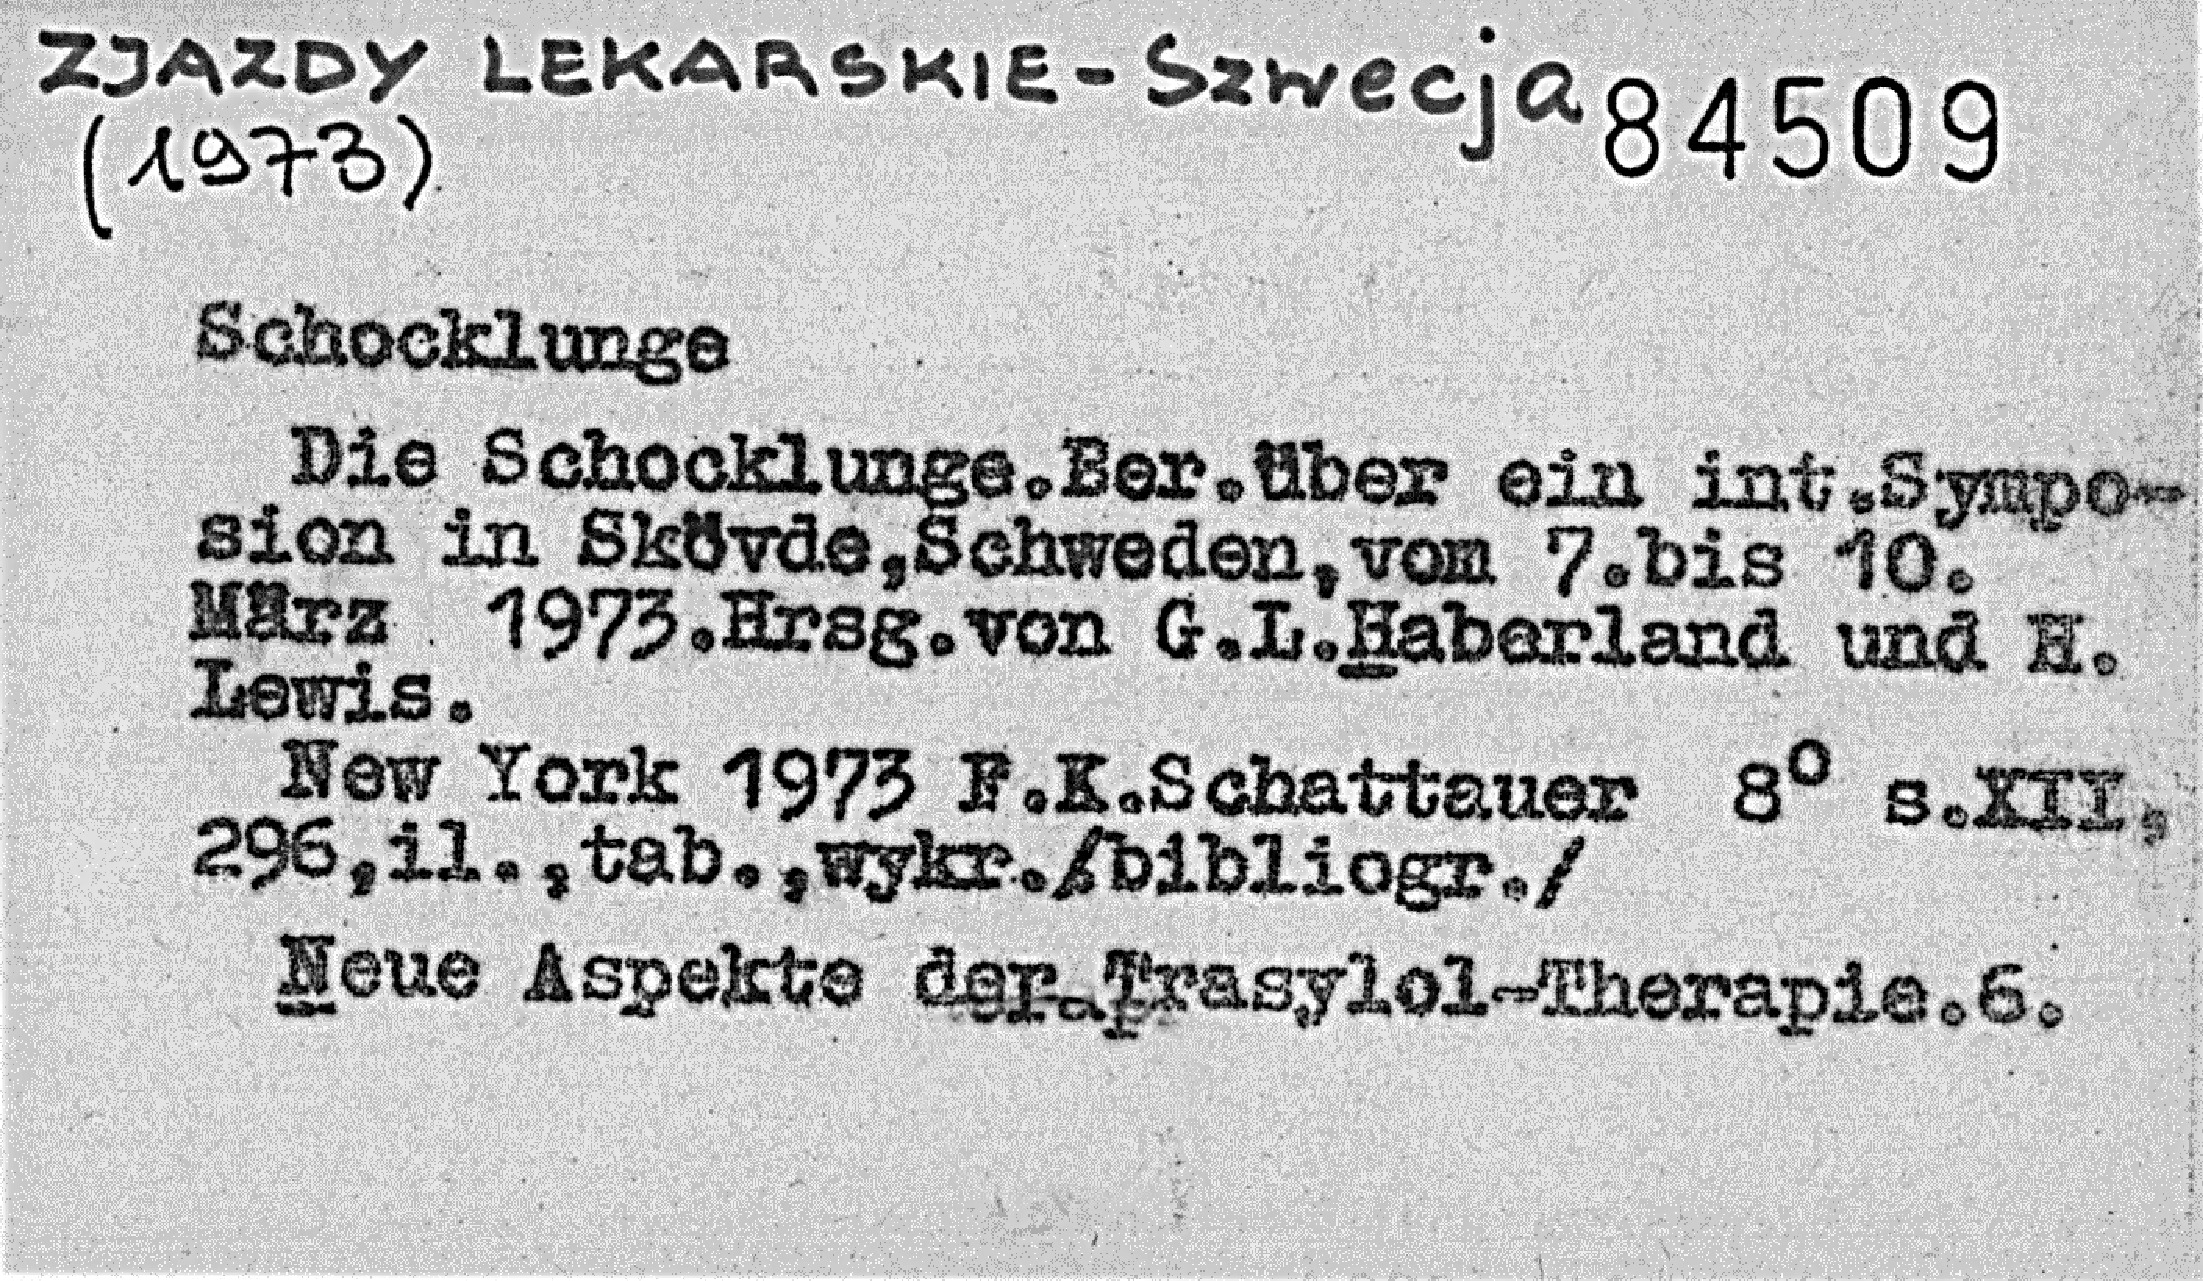 ZJAZDY LEKARSKIE - Szwecja 84509
(1973)
Schocklunge
Die Schocklunge.Ber.über ein int.Sympo-
sion in Skövde,Schweden,vom 7.bis 10.
März 1973.Hrsg.von G.L.Haberland und H.
Lewis.
New York 1973 F.K.Schattauer 8⁰ s.XII,
296,il.,tab.,wykr./bibliogr./
Neue Aspekte der Trasylol-Therapie.6.